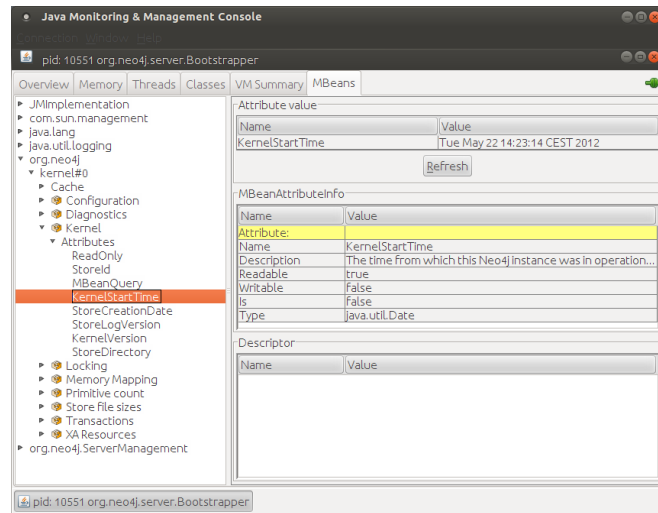 Java Monitoring & Management Console
Connection Window Help
pid: 10551 org.neo4j.server.Bootstrapper
Overview Memory Threads Classes VM Summary MBeans
JMImplementation
com.sun.management
java.lang
java.util.logging
org.neo4j
kernel#0
Cache
Configuration
Diagnostics
Kernel
Attributes
ReadOnly
StoreId
MBeanQuery
KernelStartTime
StoreCreationDate
StoreLogVersion
KernelVersion
StoreDirectory
Locking
Memory Mapping
Primitive count
Store file sizes
Transactions
XA Resources
org.neo4j.ServerManagement
Attribute value
Name Value
KernelStartTime Tue May 22 14:23:14 CEST 2012
Refresh
MBeanAttributeInfo
Name Value
Attribute:
Name KernelStartTime
Description The time from which this Neo4j instance was in operation...
Readable true
Writable false
Is false
Type java.util.Date
Descriptor
Name Value
pid: 10551 org.neo4j.server.Bootstrapper